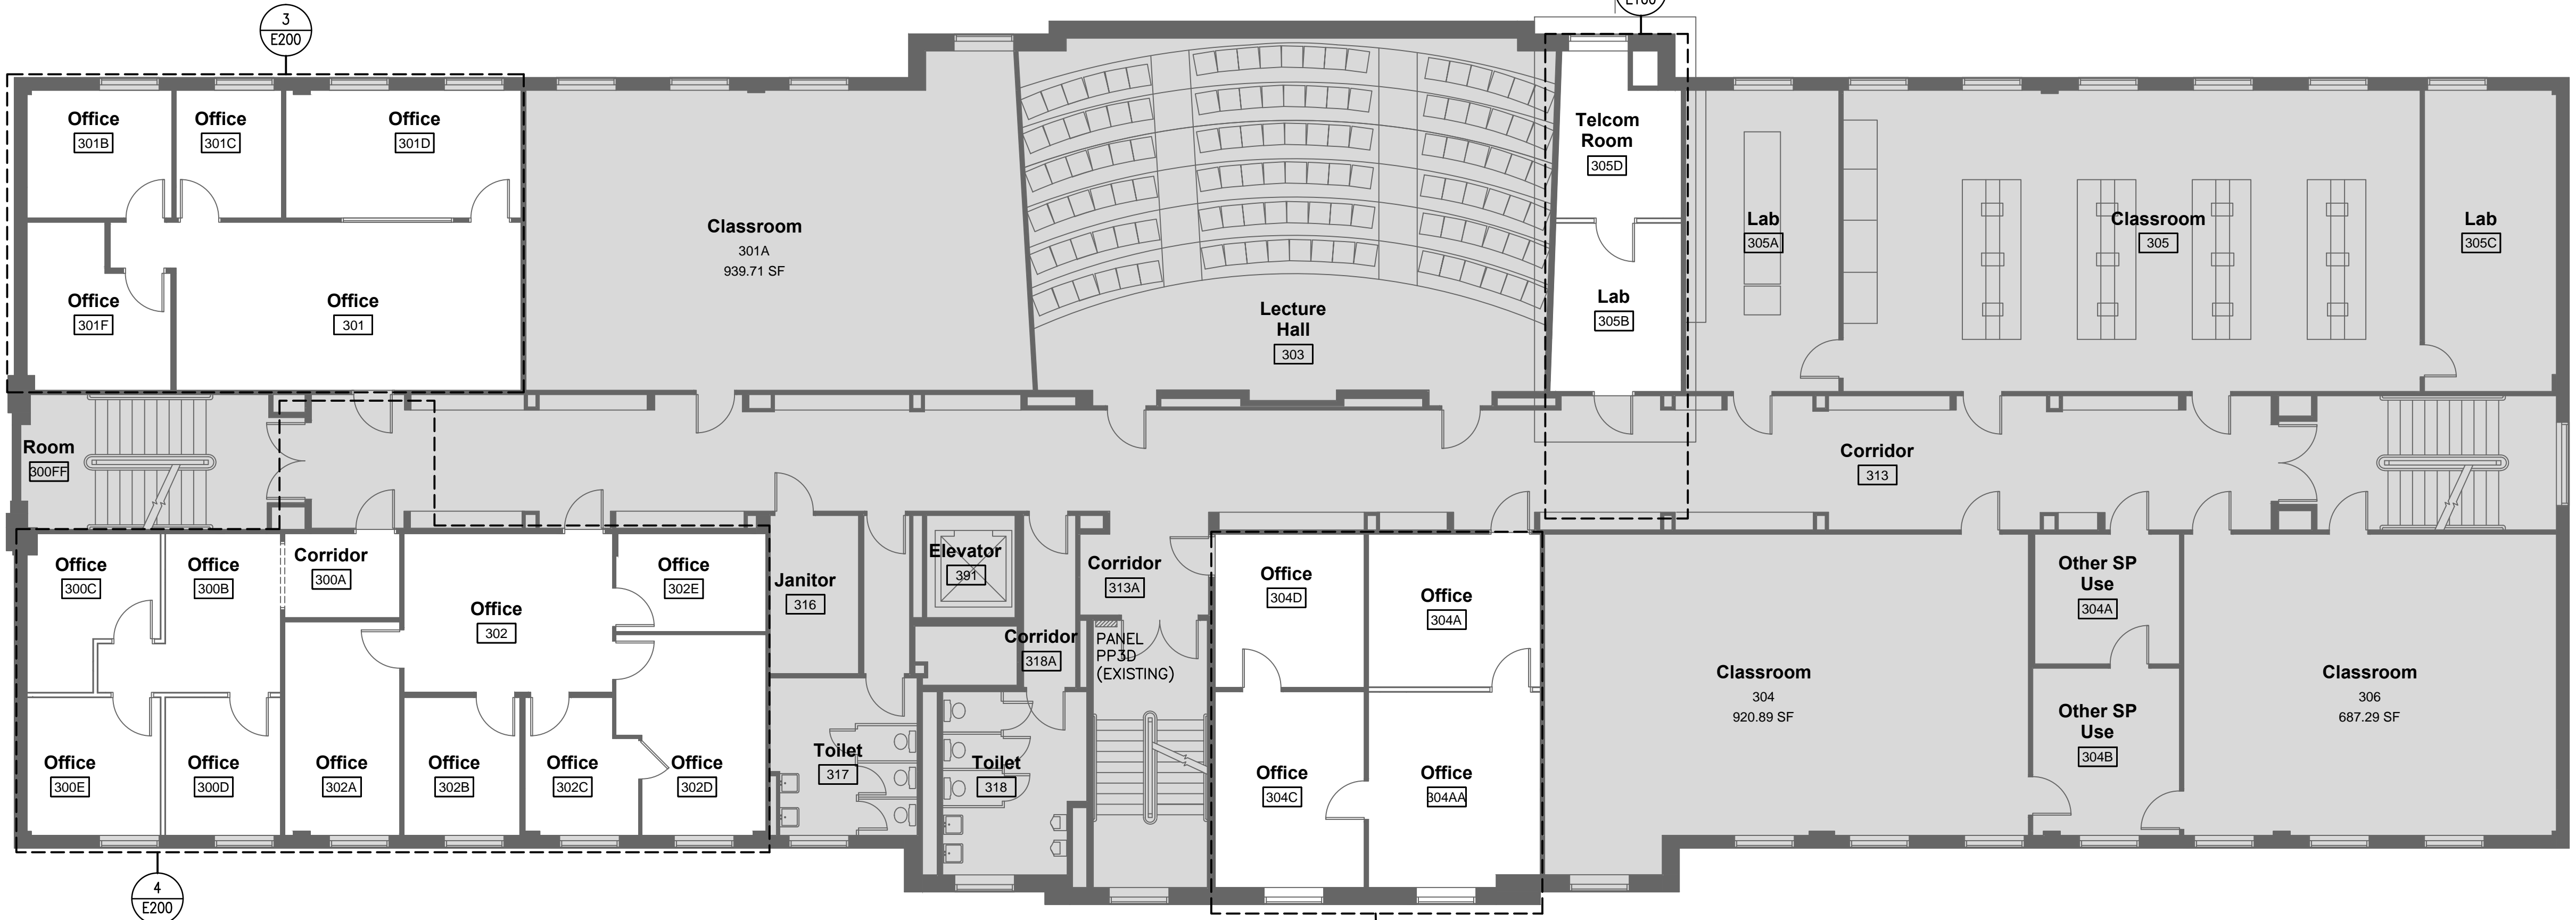 3
E200
E100
Office
301B
Office
301C
Office
301D
Office
301F
Office
301
Classroom
301A
939.71 SF
Lecture
Hall
303
Telcom
Room
305D
Lab
305B
Lab
305A
Classroom
305
Lab
305C
Room
300FF
Corridor
313
Office
300C
Office
300B
Corridor
300A
Office
302
Office
302E
Janitor
316
Elevator
391
Corridor
318A
Corridor
313A
PANEL
PP3D
(EXISTING)
Office
304D
Office
304A
Classroom
304
920.89 SF
Other SP
Use
304A
Other SP
Use
304B
Classroom
306
687.29 SF
Office
300E
Office
300D
Office
302A
Office
302B
Office
302C
Office
302D
Toilet
317
Toilet
318
Office
304C
Office
304AA
4
E200